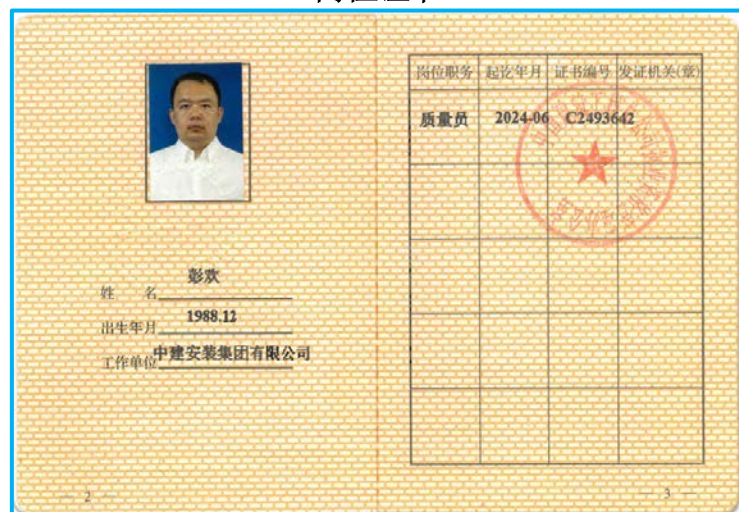 姓 名 彭欢
出生年月 1988.12
工作单位 中建安装集团有限公司
— 2 —
岗位职务 起讫年月 证书编号 发证机关(章)
质量员 2024-06 C2493642
— 3 —